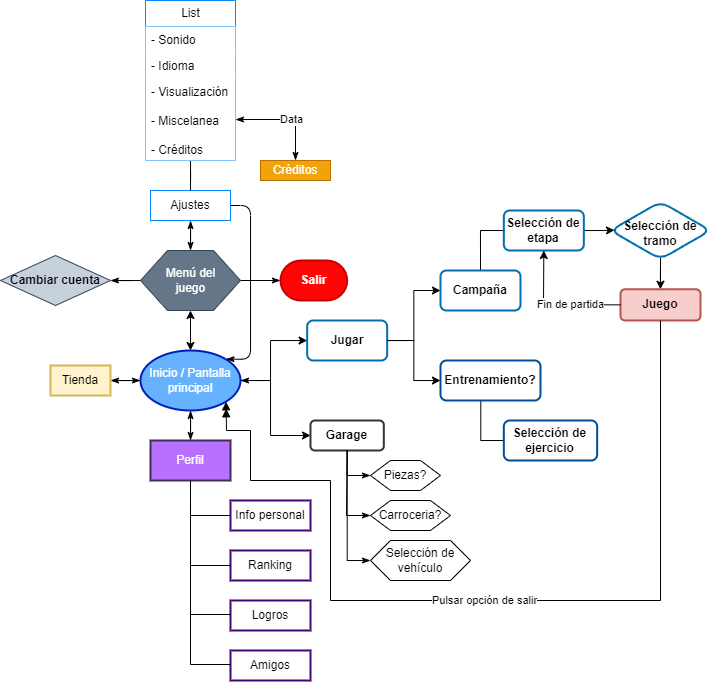 List
- Sonido
- Idioma
- Visualización
- Miscelanea
- Créditos
Data
Créditos
Ajustes
Menú del
juego
Cambiar cuenta
Salir
Selección de
etapa
Selección de
tramo
Campaña
Fin de partida
Juego
Jugar
Inicio / Pantalla
principal
Tienda
Entrenamiento?
Garage
Selección de
ejercicio
Perfil
Piezas?
Info personal
Carroceria?
Selección de
vehículo
Ranking
Pulsar opción de salir
Logros
Amigos